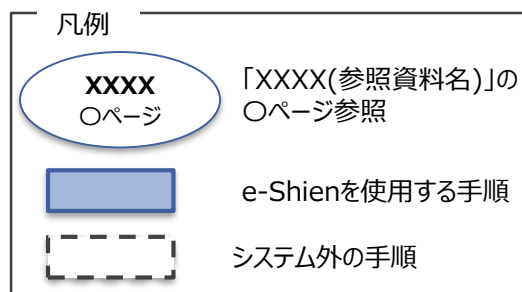 凡例
XXXX
〇ページ
「XXXX(参照資料名)」の
〇ページ参照
e-Shienを使用する手順
システム外の手順